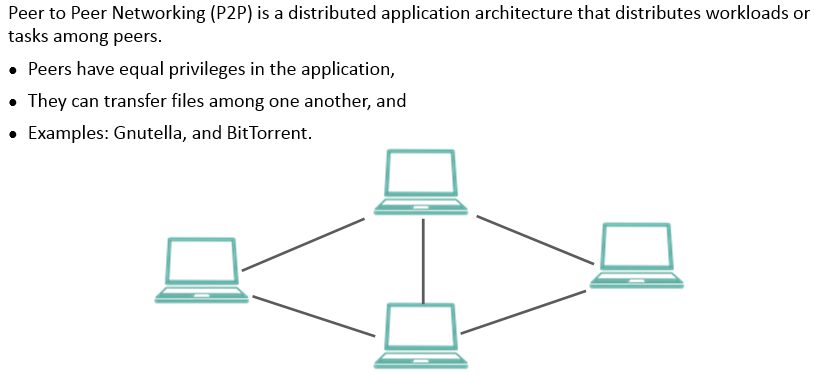 Peer to Peer Networking (P2P) is a distributed application architecture that distributes workloads or
tasks among peers.
• Peers have equal privileges in the application,
• They can transfer files among one another, and
• Examples: Gnutella, and BitTorrent.